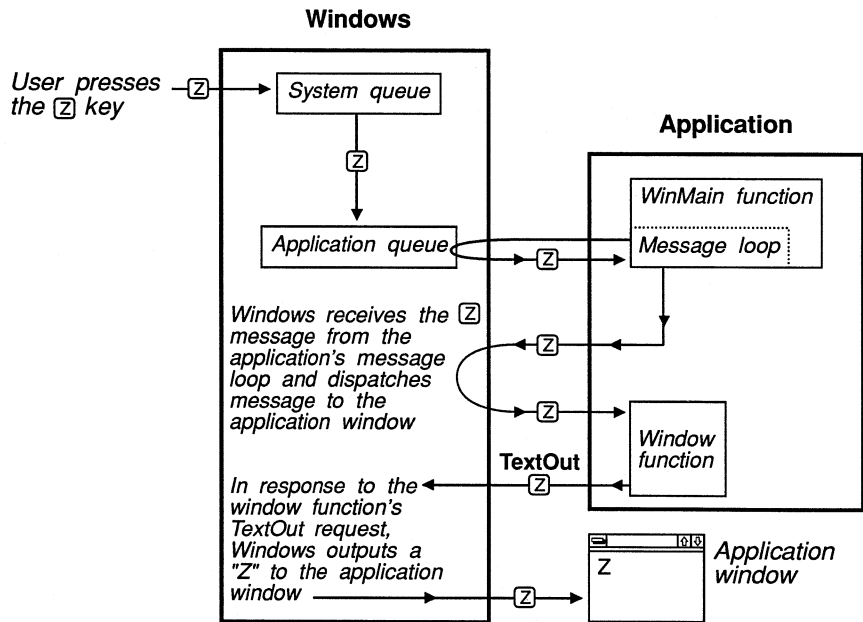 Windows
User presses
the Z key
Z
System queue
Z
Application
WinMain function
Message loop
Application queue
Z
Windows receives the Z
message from the
application's message
loop and dispatches
message to the
application window
Z
Z
Window
function
TextOut
Z
In response to the
window function's
TextOut request,
Windows outputs a
"Z" to the application
window
Z
Z
Application
window